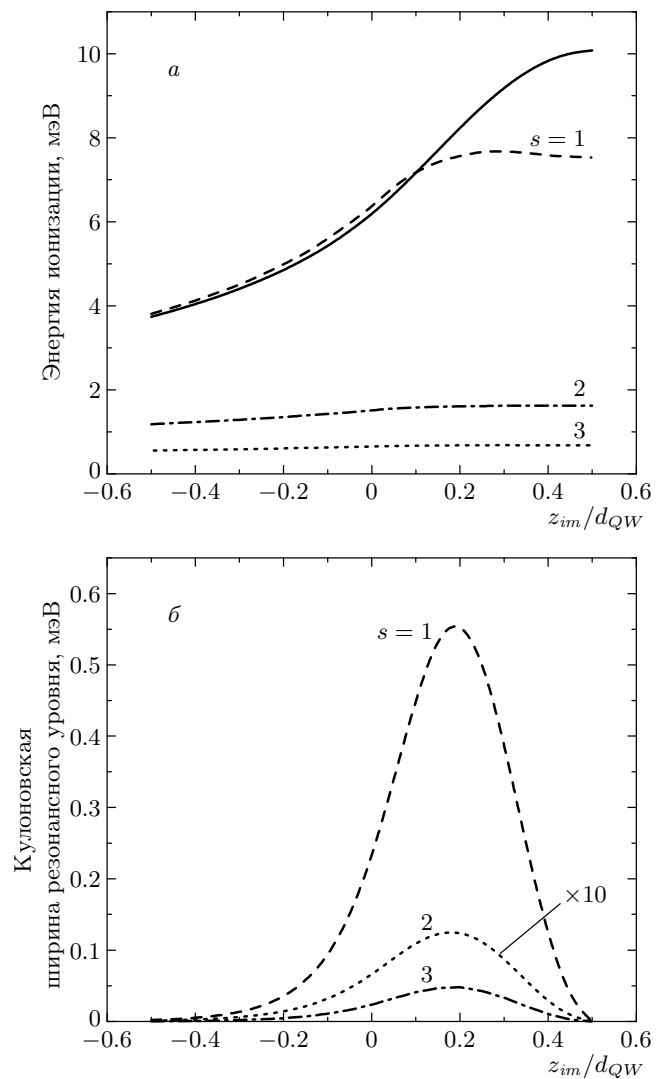 а
Энергия ионизации, мэВ
10
8
6
4
2
0
s = 1
2
3
−0.6 −0.4 −0.2 0 0.2 0.4 0.6
z_im/d_QW
б
Кулоновская
ширина резонансного уровня, мэВ
0.6
0.5
0.4
0.3
0.2
0.1
0
s = 1
×10
2
3
−0.6 −0.4 −0.2 0 0.2 0.4 0.6
z_im/d_QW